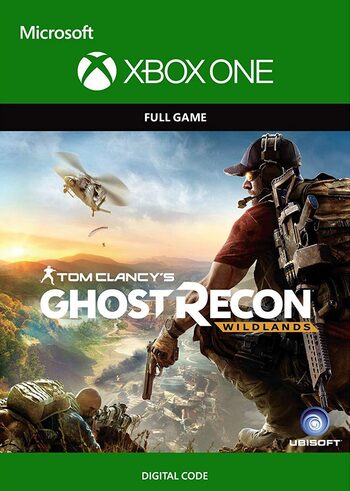 Microsoft
XBOX ONE
FULL GAME
TOM CLANCY'S
GHOST RECON
WILDLANDS
UBISOFT
DIGITAL CODE